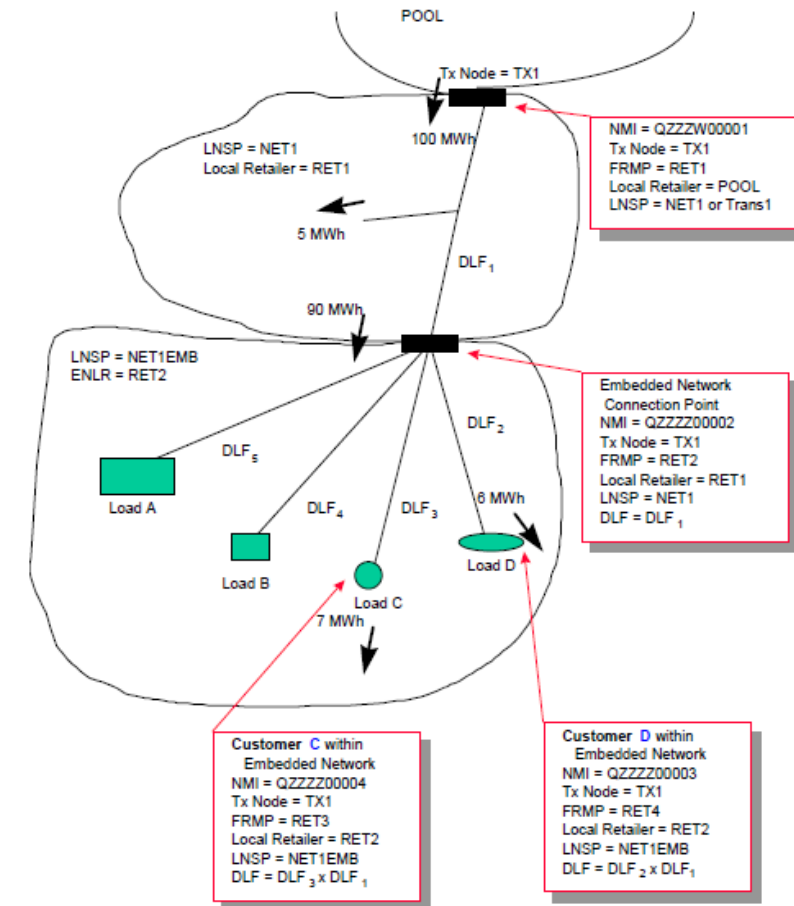 POOL
Tx Node = TX1
100 MWh
LNSP = NET1
Local Retailer = RET1
5 MWh
DLF1
NMI = QZZZW00001
Tx Node = TX1
FRMP = RET1
Local Retailer = POOL
LNSP = NET1 or Trans1
90 MWh
LNSP = NET1EMB
ENLR = RET2
DLF5
DLF4
DLF3
DLF2
6 MWh
Load A
Load B
Load C
Load D
7 MWh
Embedded Network
Connection Point
NMI = QZZZZ00002
Tx Node = TX1
FRMP = RET2
Local Retailer = RET1
LNSP = NET1
DLF = DLF1
Customer C within
Embedded Network
NMI = QZZZZ00004
Tx Node = TX1
FRMP = RET3
Local Retailer = RET2
LNSP = NET1EMB
DLF = DLF3 x DLF1
Customer D within
Embedded Network
NMI = QZZZZ00003
Tx Node = TX1
FRMP = RET4
Local Retailer = RET2
LNSP = NET1EMB
DLF = DLF2 x DLF1